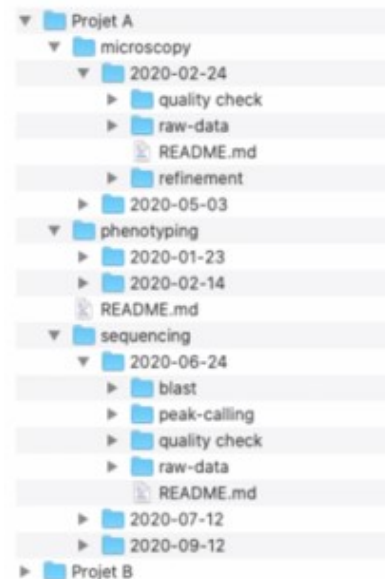 Projet A
microscopy
2020-02-24
quality check
raw-data
README.md
refinement
2020-05-03
phenotyping
2020-01-23
2020-02-14
README.md
sequencing
2020-06-24
blast
peak-calling
quality check
raw-data
README.md
2020-07-12
2020-09-12
Projet B